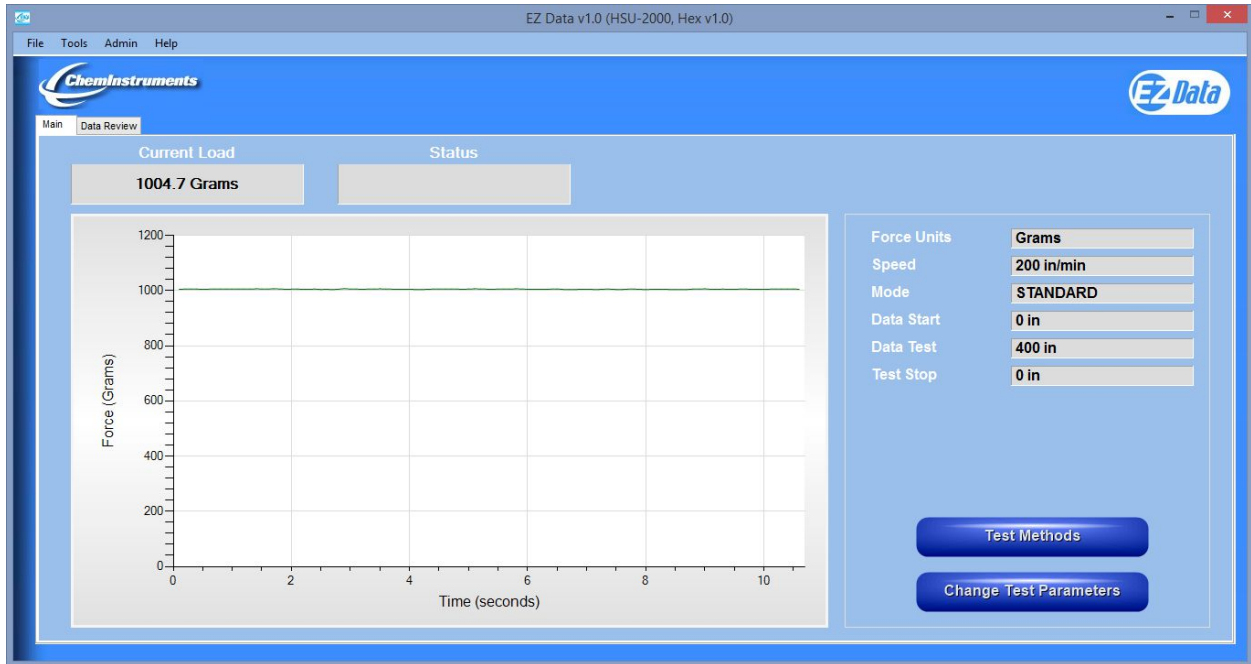 EZ Data v1.0 (HSU-2000, Hex v1.0)
File Tools Admin Help
ChemInstruments
EZ Data
Main Data Review
Current Load Status
1004.7 Grams
Force Units Grams
Speed 200 in/min
Mode STANDARD
Data Start 0 in
Data Test 400 in
Test Stop 0 in
1200
1000
800
600
400
200
0
Force (Grams)
0 2 4 6 8 10
Time (seconds)
Test Methods
Change Test Parameters